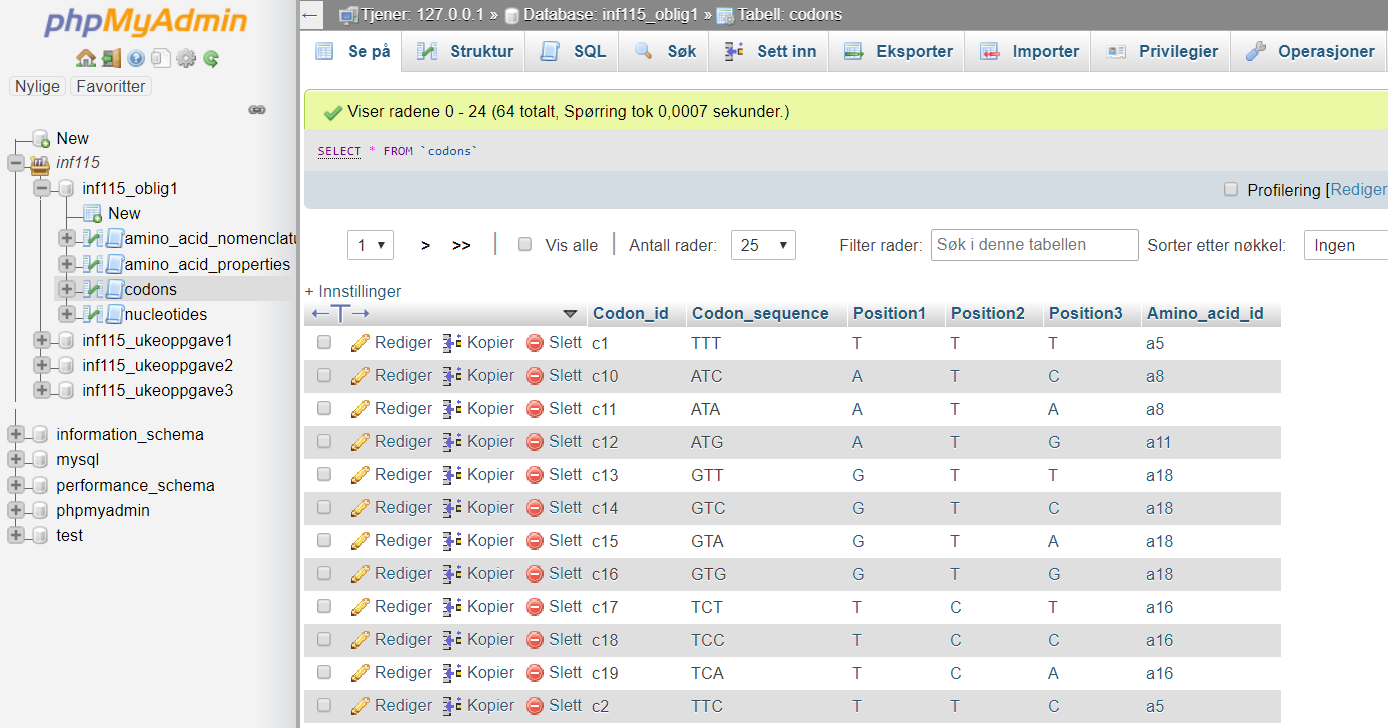 phpMyAdmin
Nylige Favoritter
New
inf115
inf115_oblig1
New
amino_acid_nomenclatu
amino_acid_properties
codons
nucleotides
inf115_ukeoppgave1
inf115_ukeoppgave2
inf115_ukeoppgave3
information_schema
mysql
performance_schema
phpmyadmin
test
Tjener: 127.0.0.1 » Database: inf115_oblig1 » Tabell: codons
Se på Struktur SQL Søk Sett inn Eksporter Importer Privilegier Operasjoner
Viser radene 0 - 24 (64 totalt, Spørring tok 0,0007 sekunder.)
SELECT * FROM `codons`
Profilering [Rediger
1 > >> | Vis alle | Antall rader: 25 Filter rader: Søk i denne tabellen Sorter etter nøkkel: Ingen
+ Innstillinger
←T→ Codon_id Codon_sequence Position1 Position2 Position3 Amino_acid_id
Rediger Kopier Slett c1 TTT T T T a5
Rediger Kopier Slett c10 ATC A T C a8
Rediger Kopier Slett c11 ATA A T A a8
Rediger Kopier Slett c12 ATG A T G a11
Rediger Kopier Slett c13 GTT G T T a18
Rediger Kopier Slett c14 GTC G T C a18
Rediger Kopier Slett c15 GTA G T A a18
Rediger Kopier Slett c16 GTG G T G a18
Rediger Kopier Slett c17 TCT T C T a16
Rediger Kopier Slett c18 TCC T C C a16
Rediger Kopier Slett c19 TCA T C A a16
Rediger Kopier Slett c2 TTC T T C a5